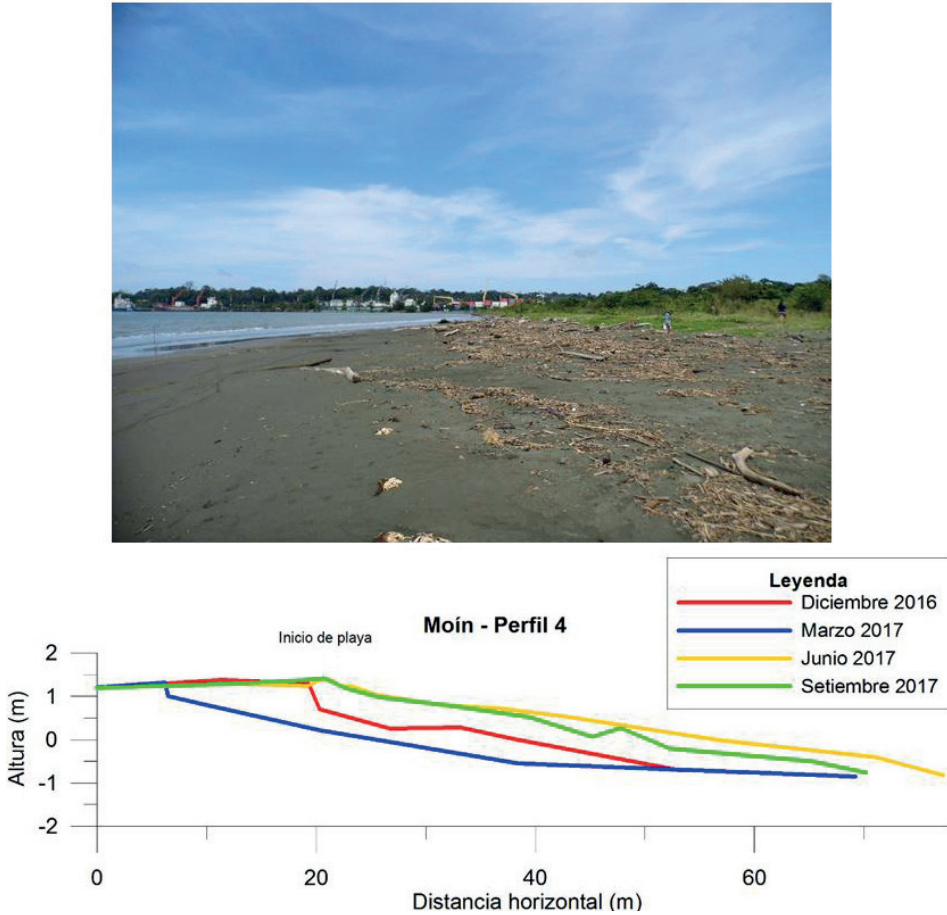 Leyenda
Diciembre 2016
Marzo 2017
Junio 2017
Setiembre 2017
Moín - Perfil 4
Inicio de playa
2
1
0
-1
-2
Altura (m)
0
20
40
60
Distancia horizontal (m)